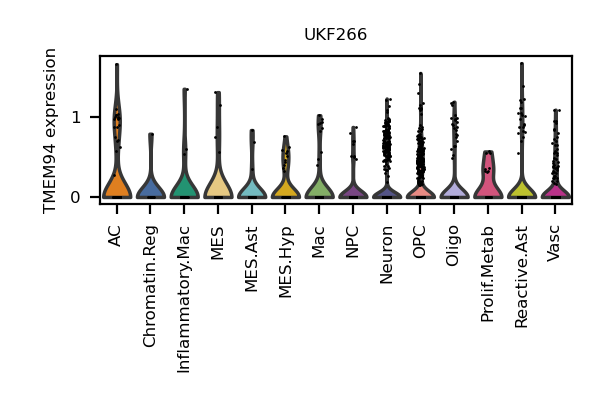 UKF266
TMEM94 expression
1
0
AC
Chromatin.Reg
Inflammatory.Mac
MES
MES.Ast
MES.Hyp
Mac
NPC
Neuron
OPC
Oligo
Prolif.Metab
Reactive.Ast
Vasc